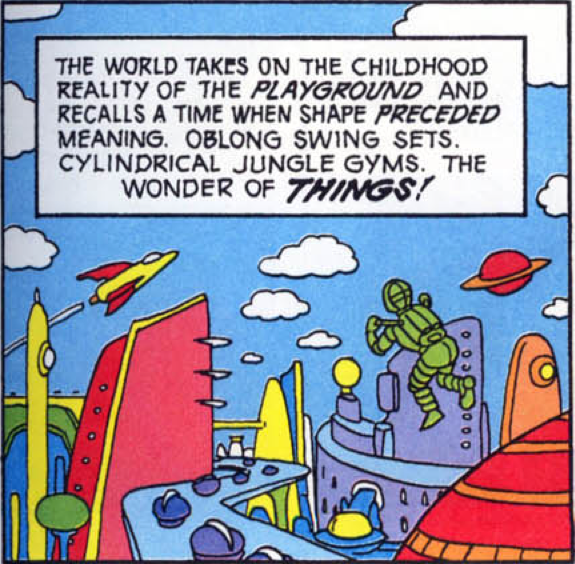 THE WORLD TAKES ON THE CHILDHOOD
REALITY OF THE PLAYGROUND AND
RECALLS A TIME WHEN SHAPE PRECEDED
MEANING. OBLONG SWING SETS.
CYLINDRICAL JUNGLE GYMS. THE
WONDER OF THINGS!